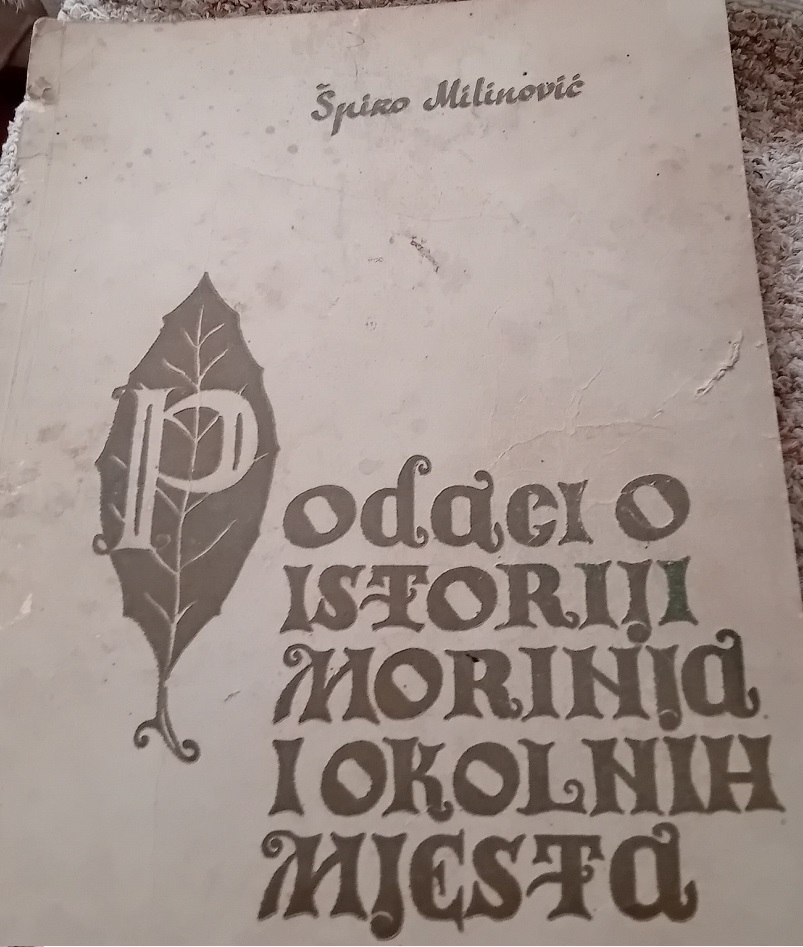 Špiro Milinović
Podaci o
ISTORIJI
MORINJA
I OKOLNIH
MJESTA